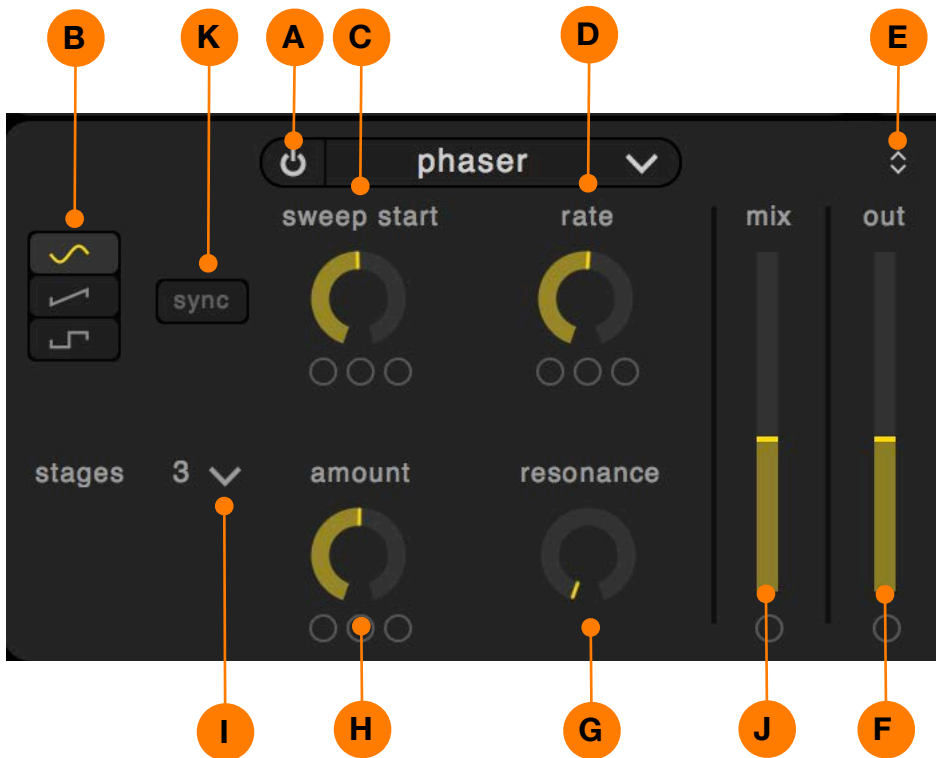 B K A C D E
phaser
sweep start rate mix out
sync
stages 3 amount resonance
I H G J F